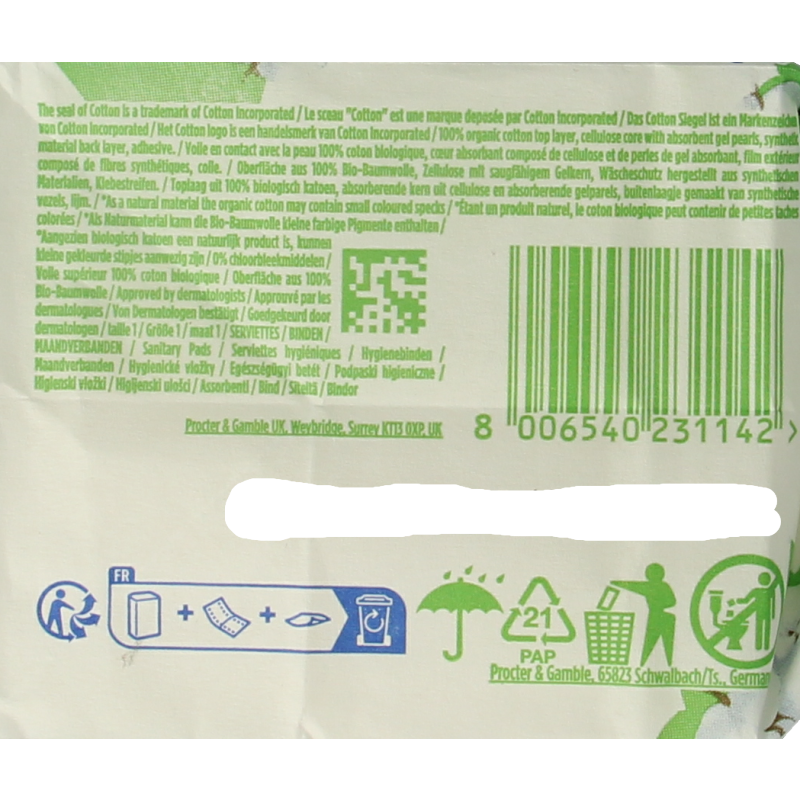 The seal of Cotton is a trademark of Cotton Incorporated / Le sceau "Cotton" est une marque deposée par Cotton Incorporated / Das Cotton Siegel ist ein Markenzeichn
von Cotton Incorporated / Het Cotton logo is een handelsmerk van Cotton Incorporated / 100% organic cotton top layer, cellulose core with absorbent gel pearls, syntheti
material back layer, adhesive. / Voile en contact avec la peau 100% coton biologique, cœur absorbant composé de cellulose et de perles de gel absorbant, film extérieur
composé de fibres synthétiques, colle. / Oberfläche aus 100% Bio-Baumwolle, Zellulose mit saugfähigem Gelkern, Wäscheschutz hergestellt aus synthetischen
Materialien, Klebestreifen. / Toplaag uit 100% biologisch katoen, absorberende kern uit cellulose en absorberende gelparels, buitenlaagje gemaakt van synthetische
vezels, lijm. / *As a natural material the organic cotton may contain small coloured specks / *Étant un produit naturel, le coton biologique peut contenir de petites taches
colorées / *Als Naturmaterial kann die Bio-Baumwolle kleine farbige Pigmente enthalten /
*Aangezien biologisch katoen een natuurlijk product is, kunnen
kleine gekleurde stipjes aanwezig zijn / 0% chloorbleekmiddelen /
Voile supérieur 100% coton biologique / Oberfläche aus 100%
Bio-Baumwolle / Approved by dermatologists / Approuvé par les
dermatologues / Von Dermatologen bestätigt / Goedgekeurd door
dermatologen / taille 1 / Größe 1 / maat 1 / SERVIETTES / BINDEN /
MAANDVERBANDEN / Sanitary Pads / Serviettes hygiéniques / Hygienebinden /
Maandverbanden / Hygienické vložky / Egészségügyi betét / Podpaski higieniczne /
Higienski vložki / Higijenski ulošci / Assorbenti / Bind / Siteitä / Bindor
Procter & Gamble UK, Weybridge, Surrey KT13 0XP, UK
8 006540 231142 >
FR
21
PAP
Procter & Gamble, 65823 Schwalbach/Ts., German